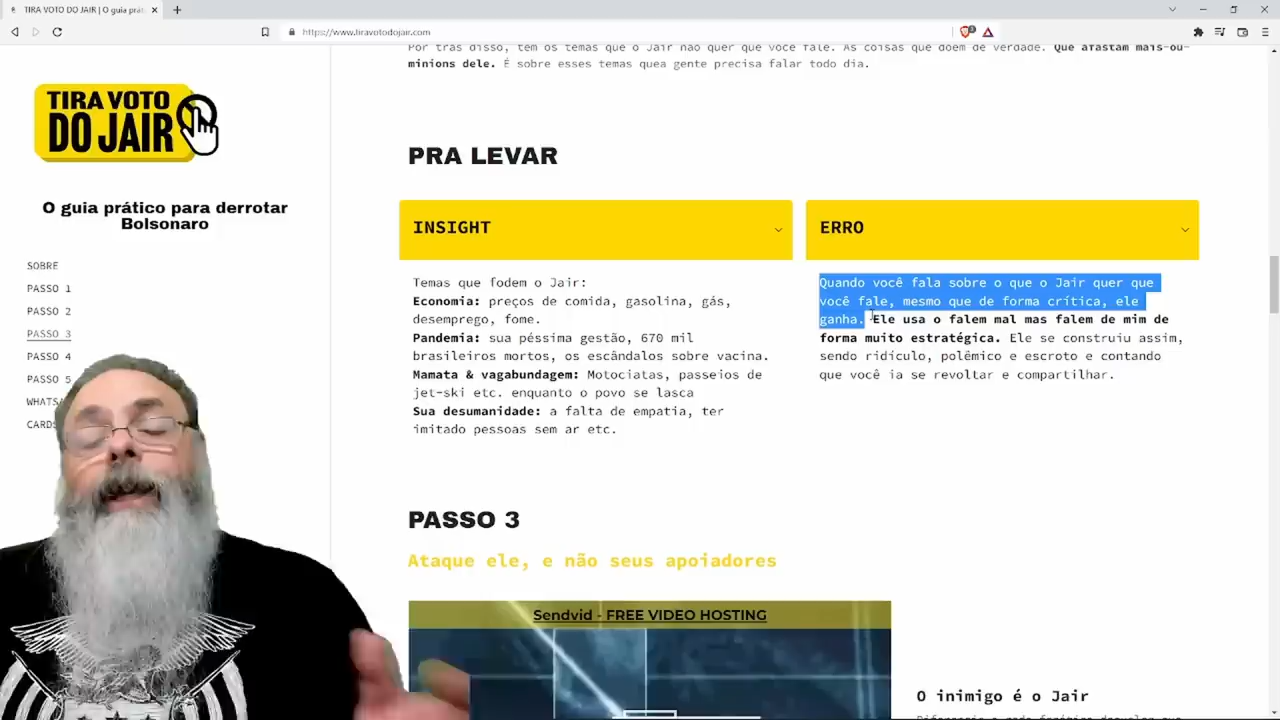 TIRA VOTO DO JAIR | O guia prát
https://www.tiravotodojair.com
Por trás disso, tem os temas que o Jair não quer que você fale. As coisas que doem de verdade. Que afastam mais-ou-
minions dele. É sobre esses temas quea gente precisa falar todo dia.
TIRA VOTO
DO JAIR
O guia prático para derrotar
Bolsonaro
SOBRE
PASSO 1
PASSO 2
PASSO 3
PASSO 4
PASSO 5
WHATSA
CARDS
PRA LEVAR
INSIGHT
Temas que fodem o Jair:
Economia: preços de comida, gasolina, gás,
desemprego, fome.
Pandemia: sua péssima gestão, 670 mil
brasileiros mortos, os escândalos sobre vacina.
Mamata & vagabundagem: Motociatas, passeios de
jet-ski etc. enquanto o povo se lasca
Sua desumanidade: a falta de empatia, ter
imitado pessoas sem ar etc.
ERRO
Quando você fala sobre o que o Jair quer que
você fale, mesmo que de forma crítica, ele
ganha. Ele usa o falem mal mas falem de mim de
forma muito estratégica. Ele se construiu assim,
sendo ridículo, polêmico e escroto e contando
que você ia se revoltar e compartilhar.
PASSO 3
Ataque ele, e não seus apoiadores
Sendvid - FREE VIDEO HOSTING
O inimigo é o Jair